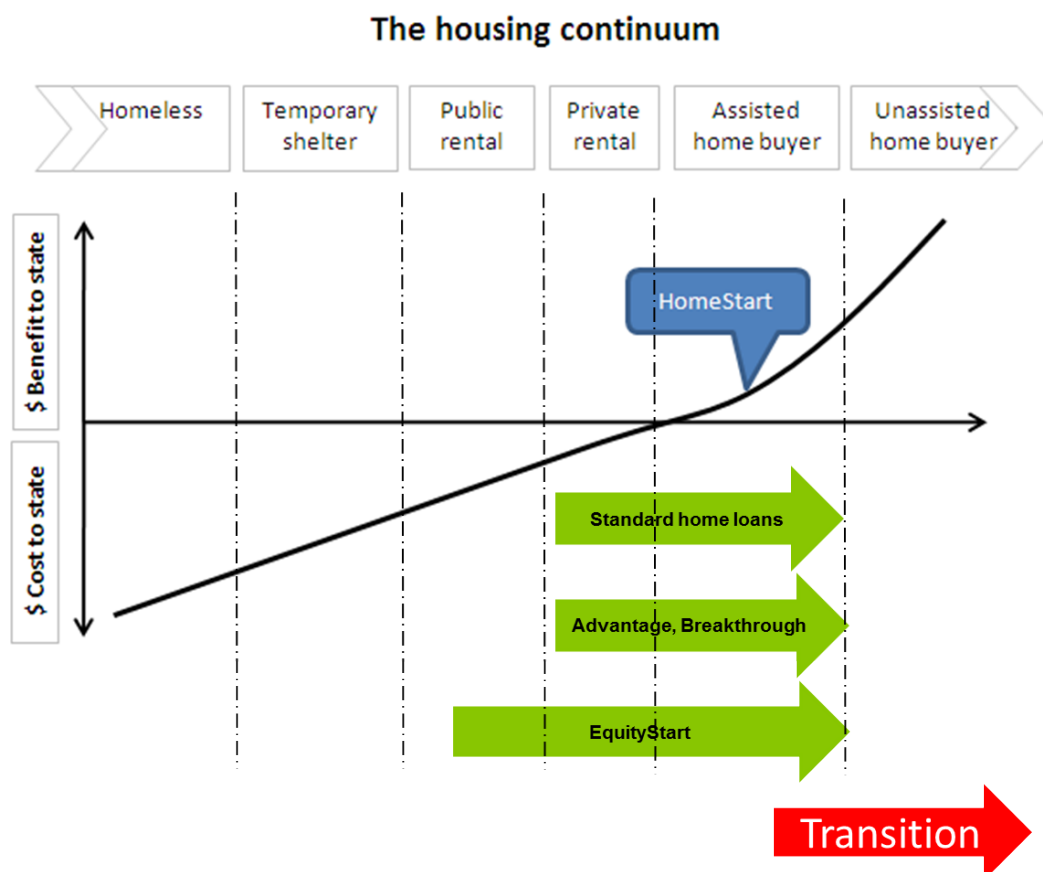 The housing continuum
Homeless
Temporary
shelter
Public
rental
Private
rental
Assisted
home buyer
Unassisted
home buyer
$ Benefit to state
$ Cost to state
HomeStart
Standard home loans
Advantage, Breakthrough
EquityStart
Transition